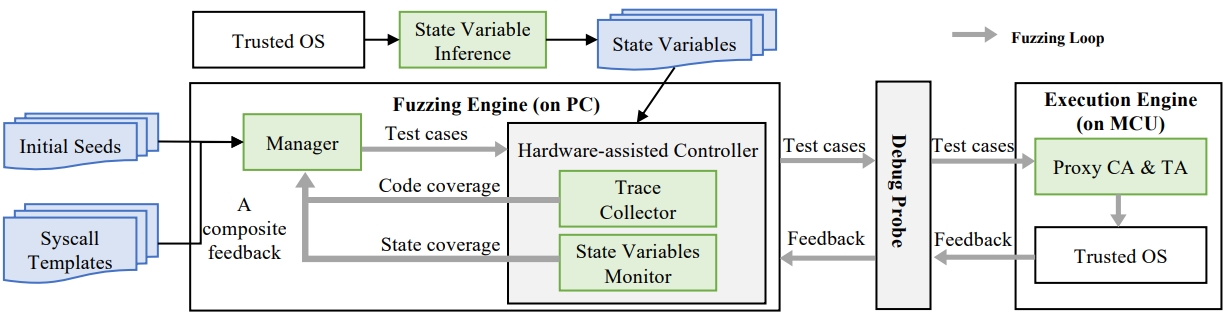 Trusted OS
State Variable
Inference
State Variables
Fuzzing Loop
Fuzzing Engine (on PC)
Execution Engine
(on MCU)
Initial Seeds
Manager
Test cases
Hardware-assisted Controller
Test cases
Debug Probe
Test cases
Proxy CA & TA
Code coverage
Trace
Collector
Syscall
Templates
A
composite
feedback
State coverage
State Variables
Monitor
Feedback
Feedback
Trusted OS